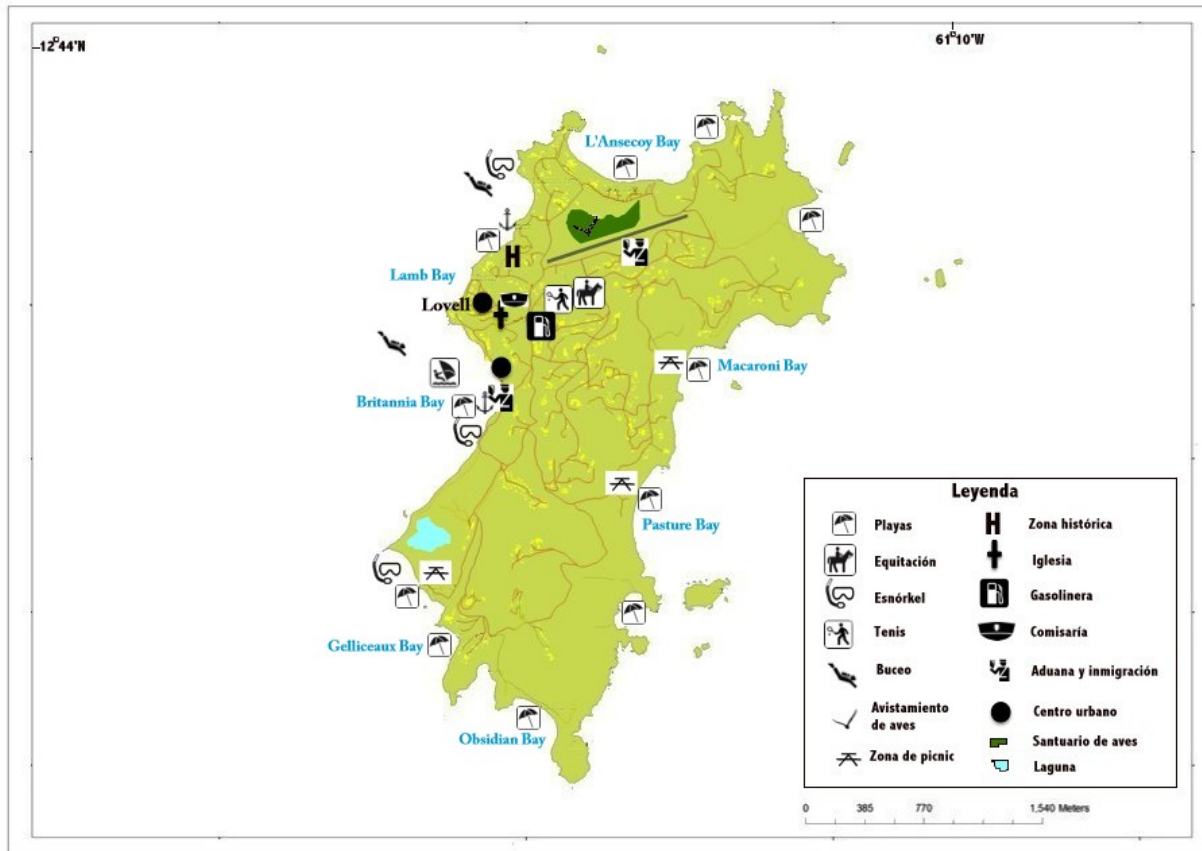 12°44'N
61°10'W
L'Ansecoy Bay
H
Lamb Bay
Lovell
Macaroni Bay
Britannia Bay
Pasture Bay
Gelliceaux Bay
Obsidian Bay
Leyenda
Playas
H Zona histórica
Equitación
Iglesia
Esnórkel
Gasolinera
Tenis
Comisaría
Buceo
Aduana y inmigración
Avistamiento
de aves
Centro urbano
Santuario de aves
Zona de picnic
Laguna
0 385 770 1,540 Meters